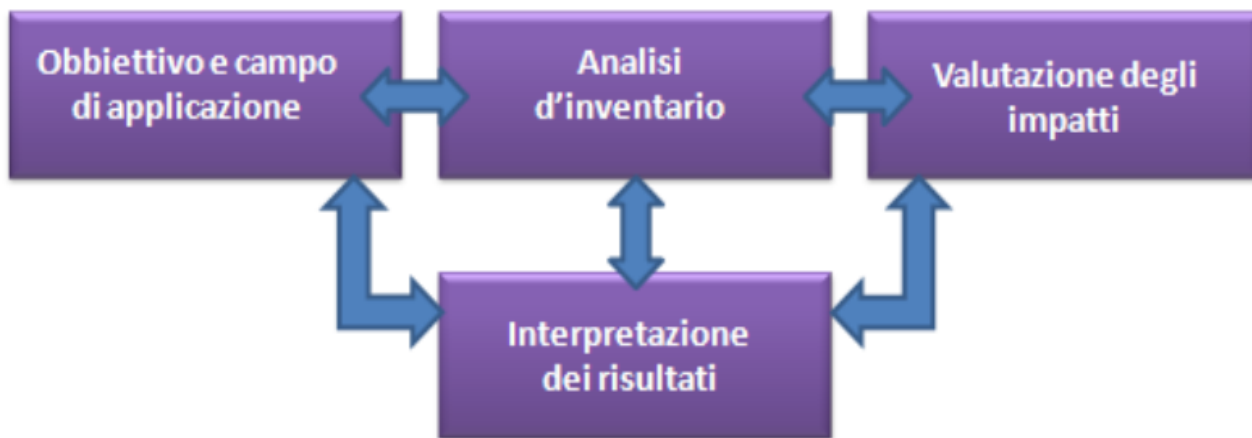 Obbiettivo e campo
di applicazione
Analisi
d'inventario
Valutazione degli
impatti
Interpretazione
dei risultati